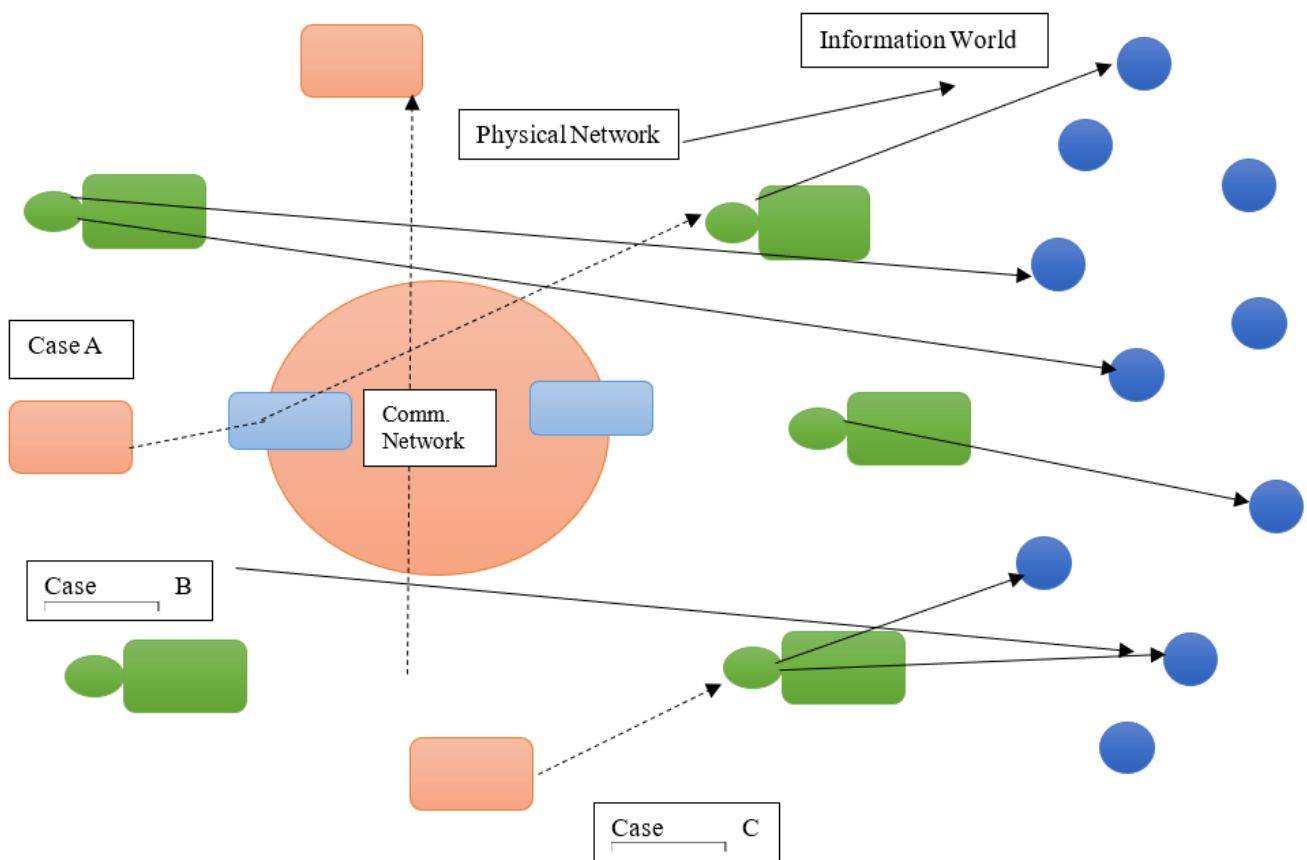 Information World
Physical Network
Case A
Comm.
Network
Case B
Case C